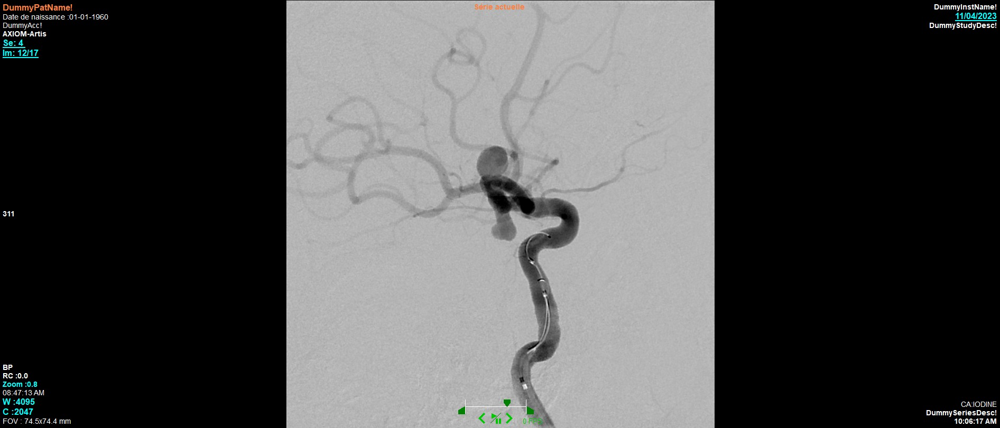 DummyPatName!
Date de naissance :01-01-1960
DummyAcc!
AXIOM-Artis
Se: 4
Im: 12/17
Série actuelle
DummyInstName!
11/04/2023
DummyStudyDesc!
311
BP
RC :0.0
Zoom :0.8
08:47:13 AM
W :4095
C :2047
FOV : 74.5x74.4 mm
0 FPS
CA:IODINE
DummySeriesDesc!
10:06:17 AM